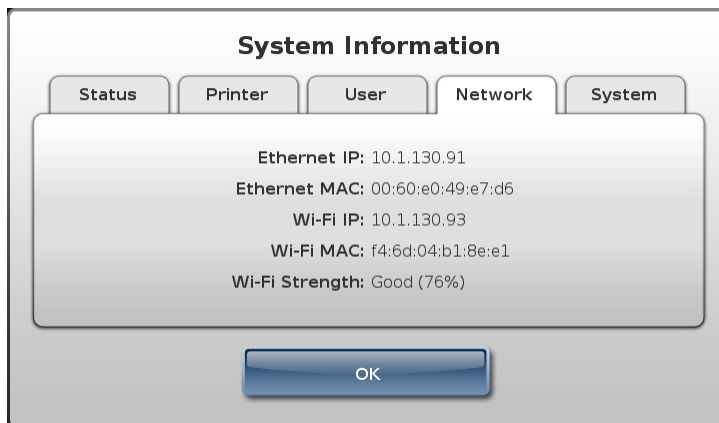 System Information
Status Printer User Network System
Ethernet IP: 10.1.130.91
Ethernet MAC: 00:60:e0:49:e7:d6
Wi-Fi IP: 10.1.130.93
Wi-Fi MAC: f4:6d:04:b1:8e:e1
Wi-Fi Strength: Good (76%)
OK